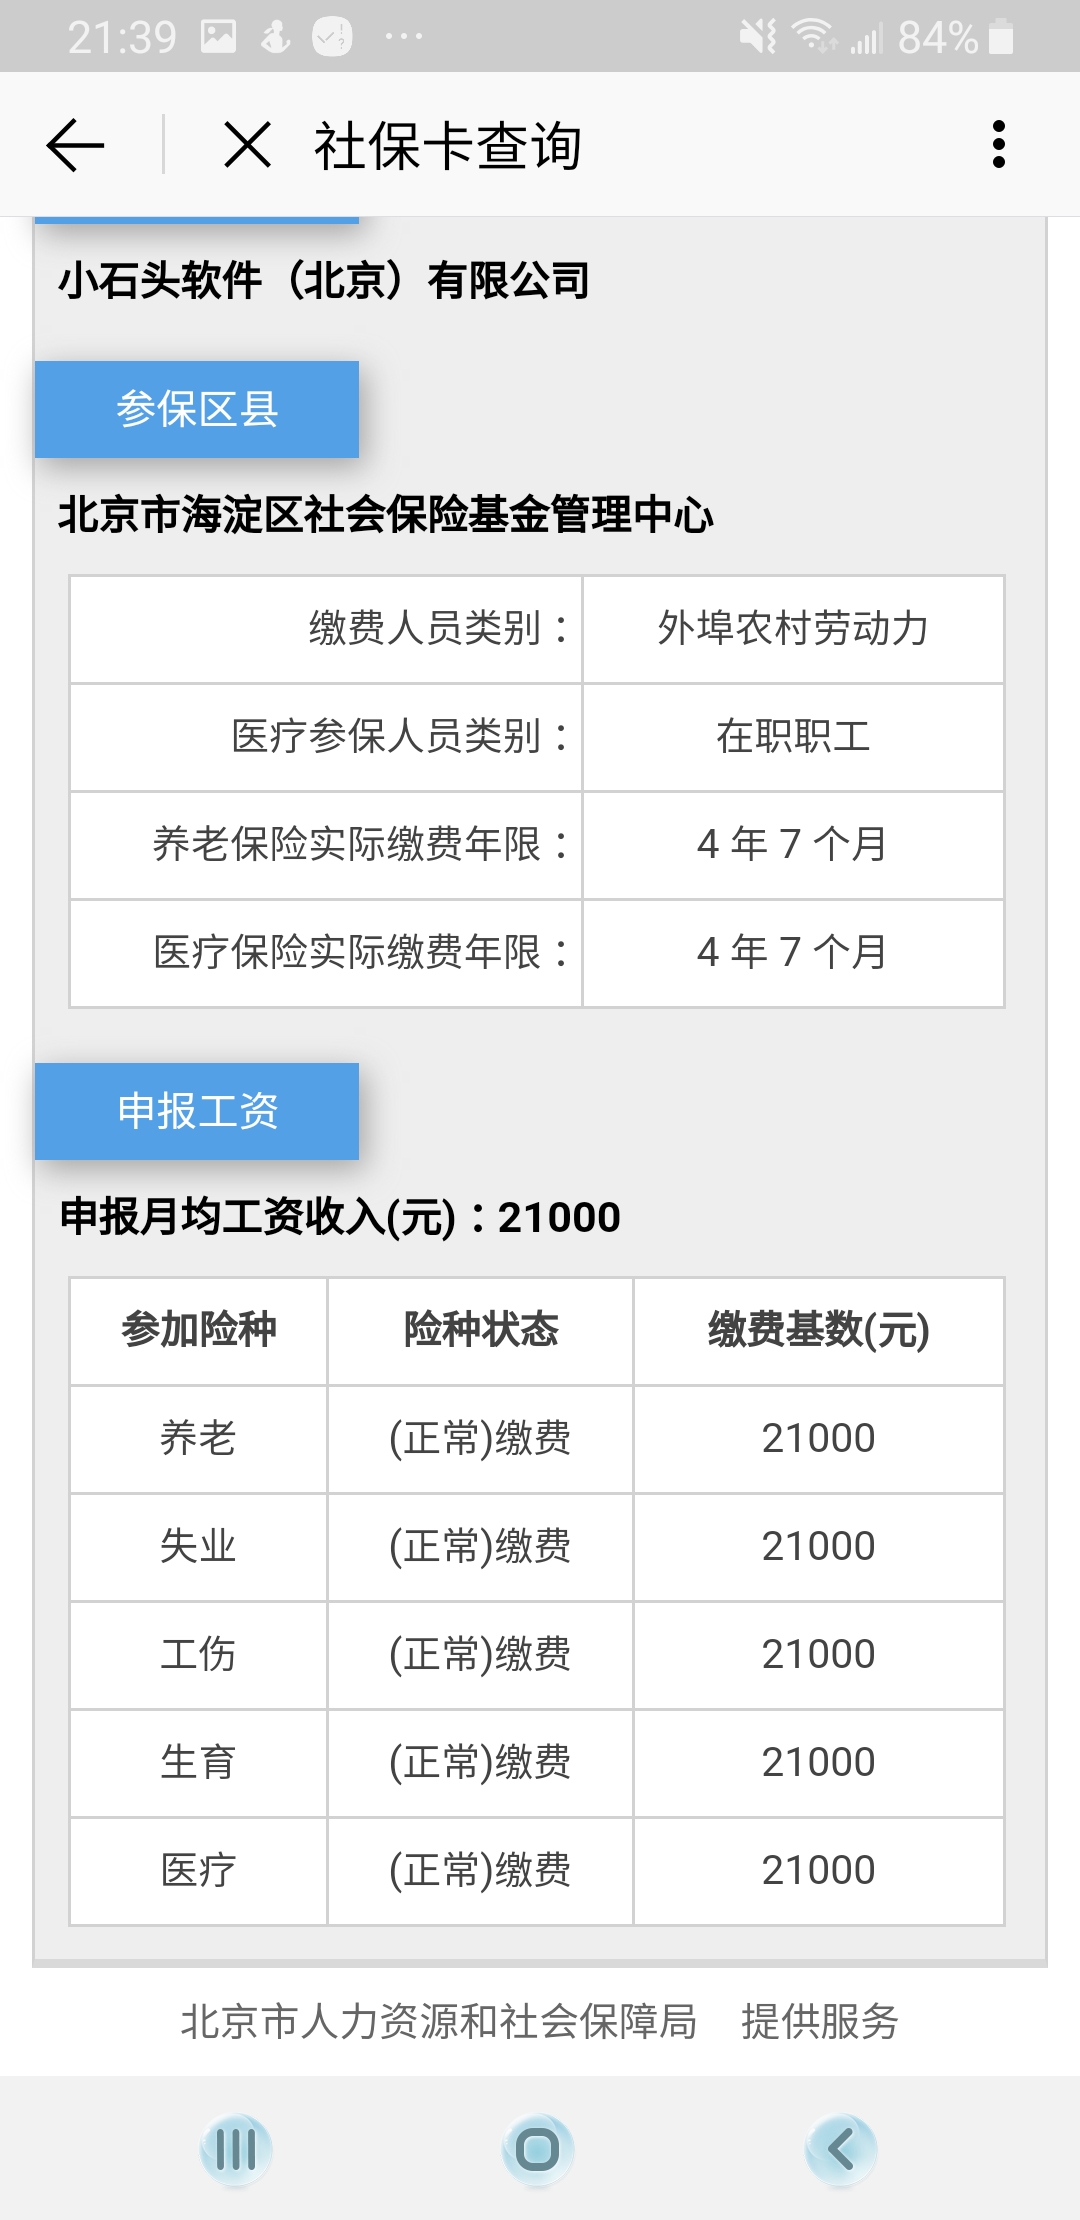 21:39
84%
社保卡查询
小石头软件（北京）有限公司
参保区县
北京市海淀区社会保险基金管理中心
缴费人员类别： 外埠农村劳动力
医疗参保人员类别： 在职职工
养老保险实际缴费年限： 4 年 7 个月
医疗保险实际缴费年限： 4 年 7 个月
申报工资
申报月均工资收入(元)：21000
参加险种 险种状态 缴费基数(元)
养老 (正常)缴费 21000
失业 (正常)缴费 21000
工伤 (正常)缴费 21000
生育 (正常)缴费 21000
医疗 (正常)缴费 21000
北京市人力资源和社会保障局 提供服务